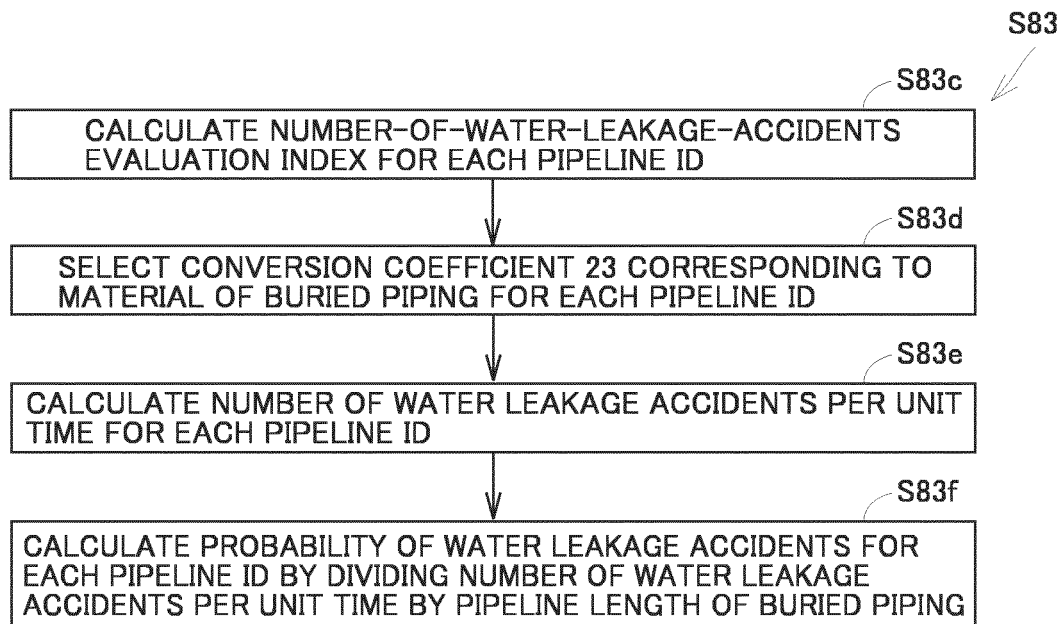 S83
S83c
CALCULATE NUMBER-OF-WATER-LEAKAGE-ACCIDENTS
EVALUATION INDEX FOR EACH PIPELINE ID
S83d
SELECT CONVERSION COEFFICIENT 23 CORRESPONDING TO
MATERIAL OF BURIED PIPING FOR EACH PIPELINE ID
S83e
CALCULATE NUMBER OF WATER LEAKAGE ACCIDENTS PER UNIT
TIME FOR EACH PIPELINE ID
S83f
CALCULATE PROBABILITY OF WATER LEAKAGE ACCIDENTS FOR
EACH PIPELINE ID BY DIVIDING NUMBER OF WATER LEAKAGE
ACCIDENTS PER UNIT TIME BY PIPELINE LENGTH OF BURIED PIPING